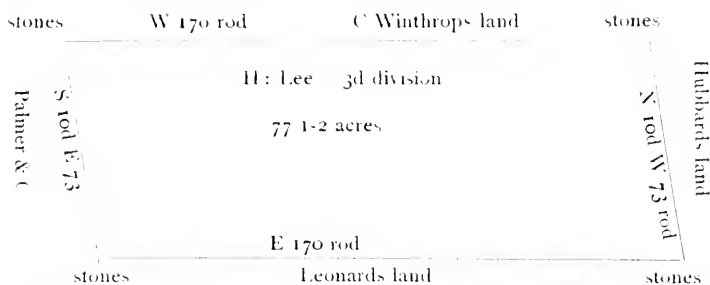 stones W 170 rod C Winthrops land stones
H: Lee 3d division
77 1-2 acres
Palmer & C
S 10d E 73
N 10d W 73 rod
Hubbards land
E 170 rod
stones Leonards land stones